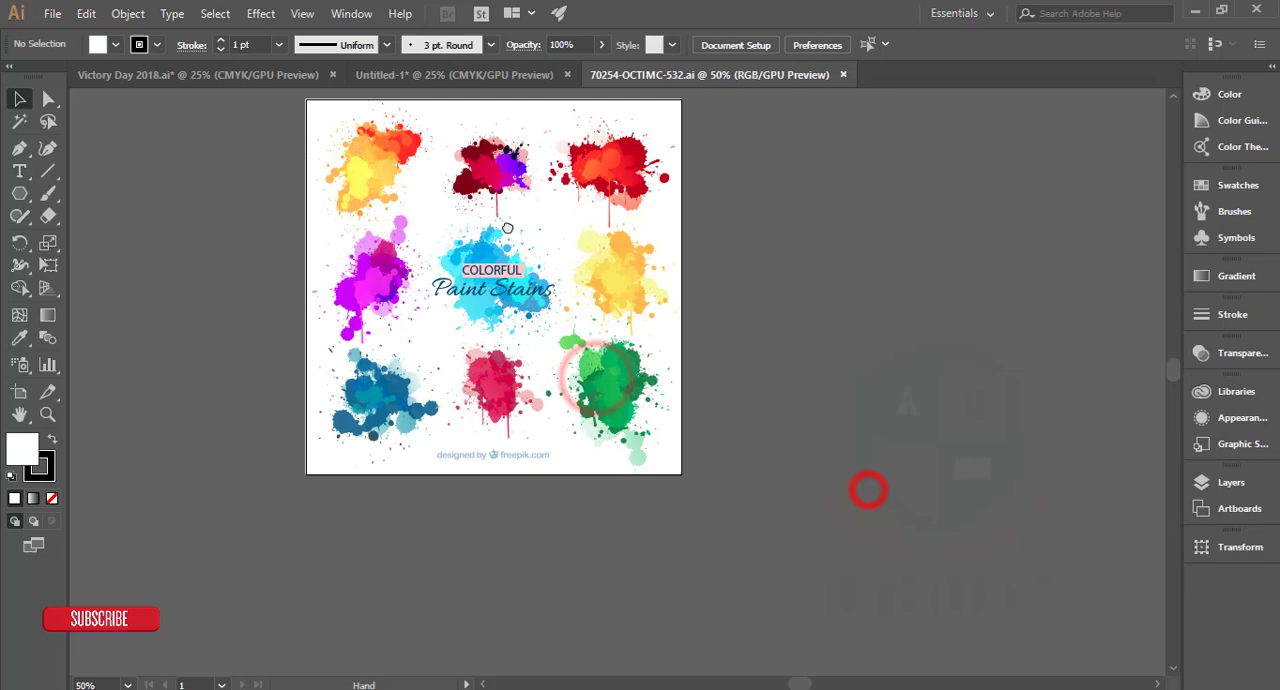 Ai File Edit Object Type Select Effect View Window Help Br St Essentials Search Adobe Help
No Selection Stroke: 1 pt Uniform 3 pt. Round Opacity: 100% Style: Document Setup Preferences
Victory Day 2018.ai* @ 25% (CMYK/GPU Preview) Untitled-1* @ 25% (CMYK/GPU Preview) 70254-OCTIMC-532.ai @ 50% (RGB/GPU Preview)
Color
Color Gui...
Color The...
Swatches
Brushes
Symbols
COLORFUL
Gradient
Paint Stains
Stroke
Transpare...
Libraries
Appearan...
Graphic S...
designed by freepik.com
Layers
Artboards
Transform
SUBSCRIBE
50% 1 Hand